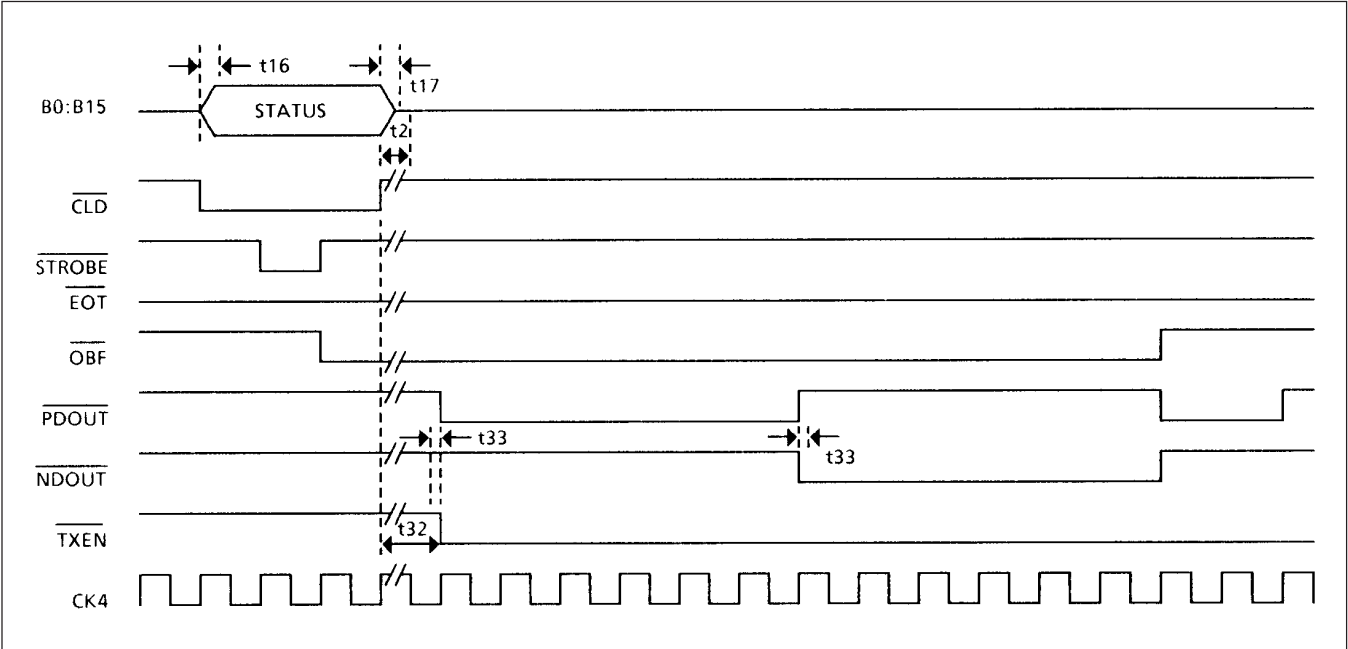 t16
t17
B0:B15
STATUS
t2
CLD
STROBE
EOT
OBF
PDOUT
t33
t33
NDOUT
t32
TXEN
CK4